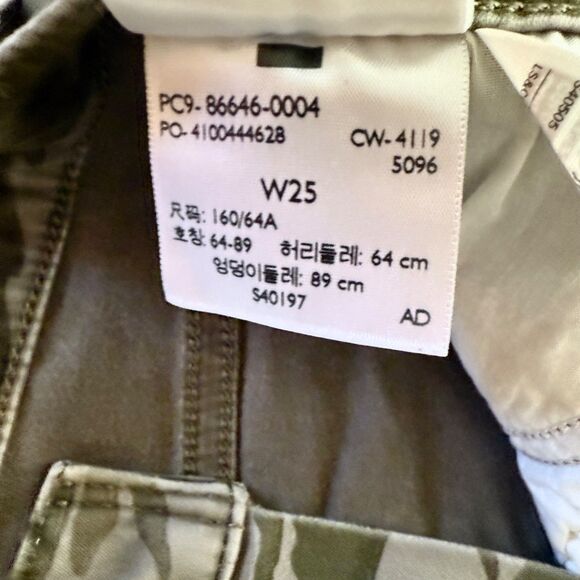 PC9- 86646-0004
PO- 4100444628 CW- 4119
5096
W25
尺码: 160/64A
호칭: 64-89 허리둘레: 64 cm
엉덩이둘레: 89 cm
S40197 AD
LS&C